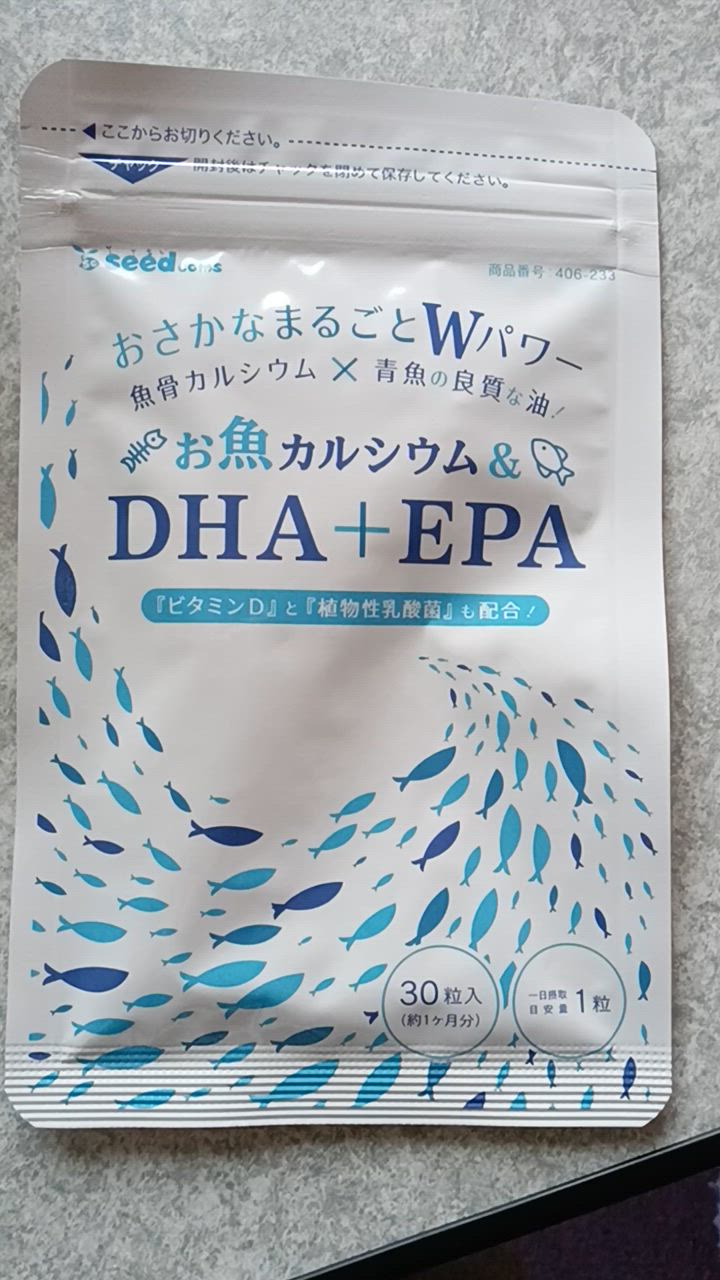 ここからお切りください。
チャック
開封後はチャックを閉めて保存してください。
seedcoms
商品番号:406-233
おさかなまるごとWパワー
魚骨カルシウム×青魚の良質な油!
お魚カルシウム&
DHA+EPA
『ビタミンD』と『植物性乳酸菌』も配合!
30粒入
(約1ヶ月分)
一日摂取
目安量
1粒